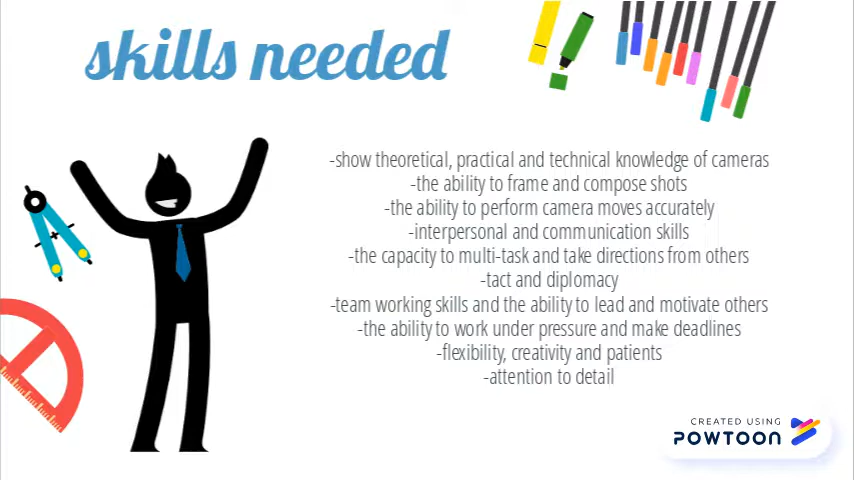 skills needed
-show theoretical, practical and technical knowledge of cameras
-the ability to frame and compose shots
-the ability to perform camera moves accurately
-interpersonal and communication skills
-the capacity to multi-task and take directions from others
-tact and diplomacy
-team working skills and the ability to lead and motivate others
-the ability to work under pressure and make deadlines
-flexibility, creativity and patients
-attention to detail
CREATED USING
POWTOON